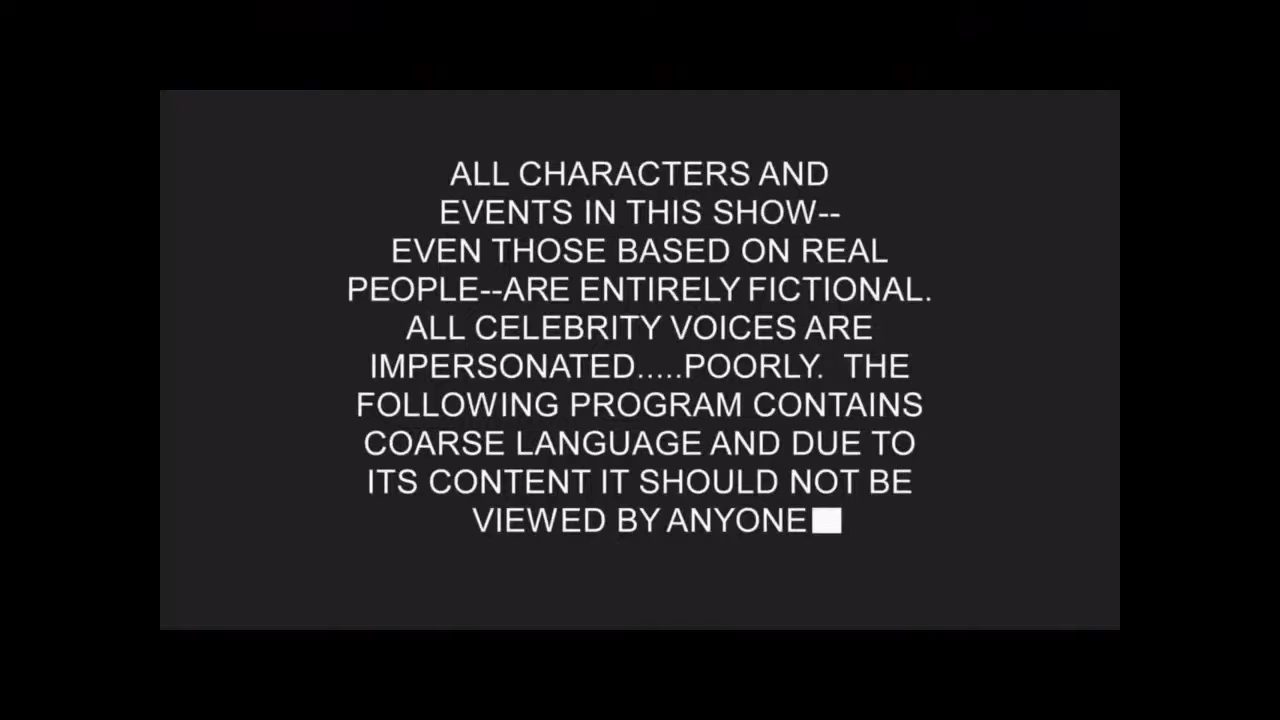 ALL CHARACTERS AND
EVENTS IN THIS SHOW--
EVEN THOSE BASED ON REAL
PEOPLE--ARE ENTIRELY FICTIONAL.
ALL CELEBRITY VOICES ARE
IMPERSONATED.....POORLY.  THE
FOLLOWING PROGRAM CONTAINS
COARSE LANGUAGE AND DUE TO
ITS CONTENT IT SHOULD NOT BE
VIEWED BY ANYONE